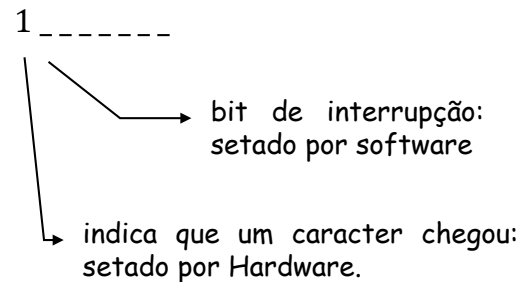 1 _ _ _ _ _ _ _
bit de interrupção:
setado por software
indica que um caracter chegou:
setado por Hardware.